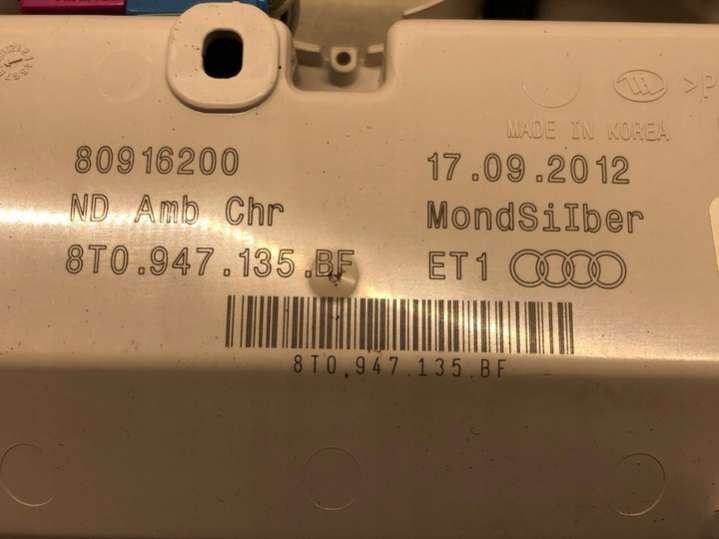 >P
MADE IN KOREA
80916200
17.09.2012
ND Amb Chr
MondSilber
8T0.947.135.BF
ET1
8T0.947.135.BF